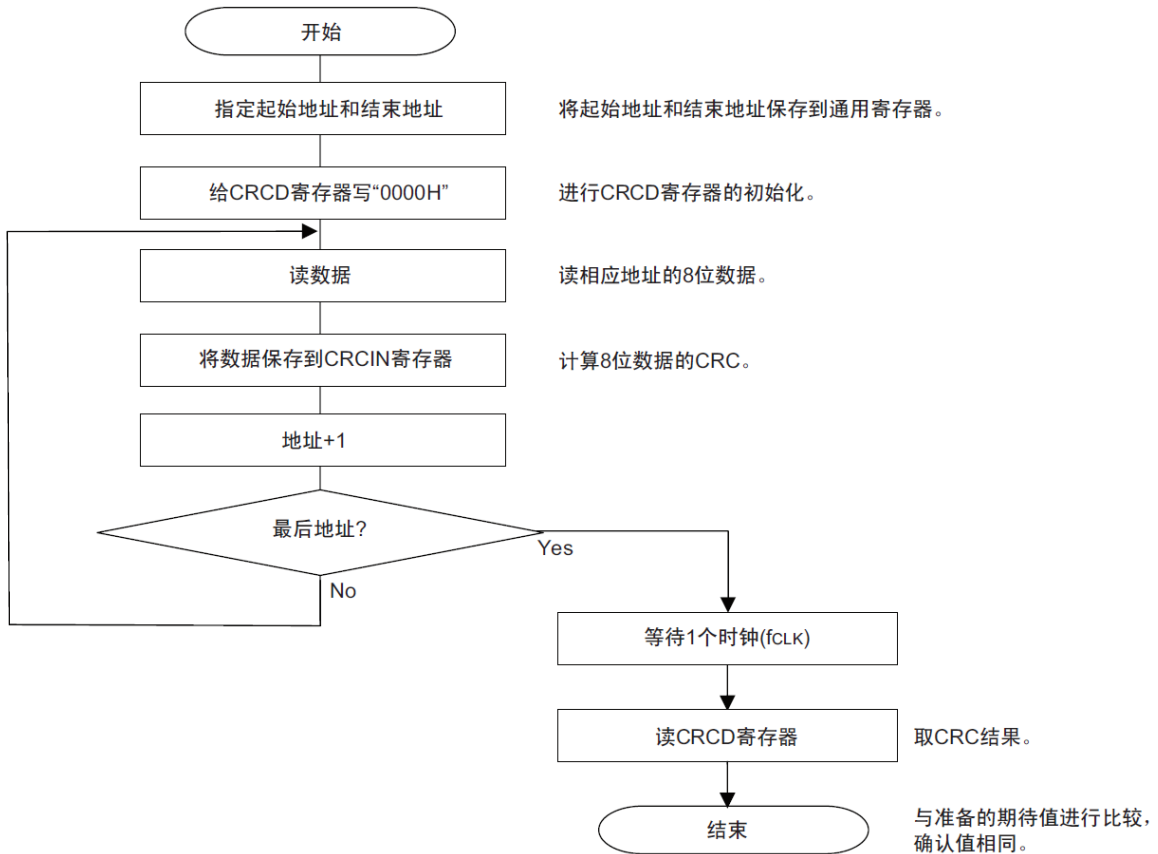 开始
指定起始地址和结束地址
将起始地址和结束地址保存到通用寄存器。
给CRCD寄存器写“0000H”
进行CRCD寄存器的初始化。
读数据
读相应地址的8位数据。
将数据保存到CRCIN寄存器
计算8位数据的CRC。
地址+1
最后地址?
Yes
No
等待1个时钟(fCLK)
读CRCD寄存器
取CRC结果。
结束
与准备的期待值进行比较，
确认值相同。